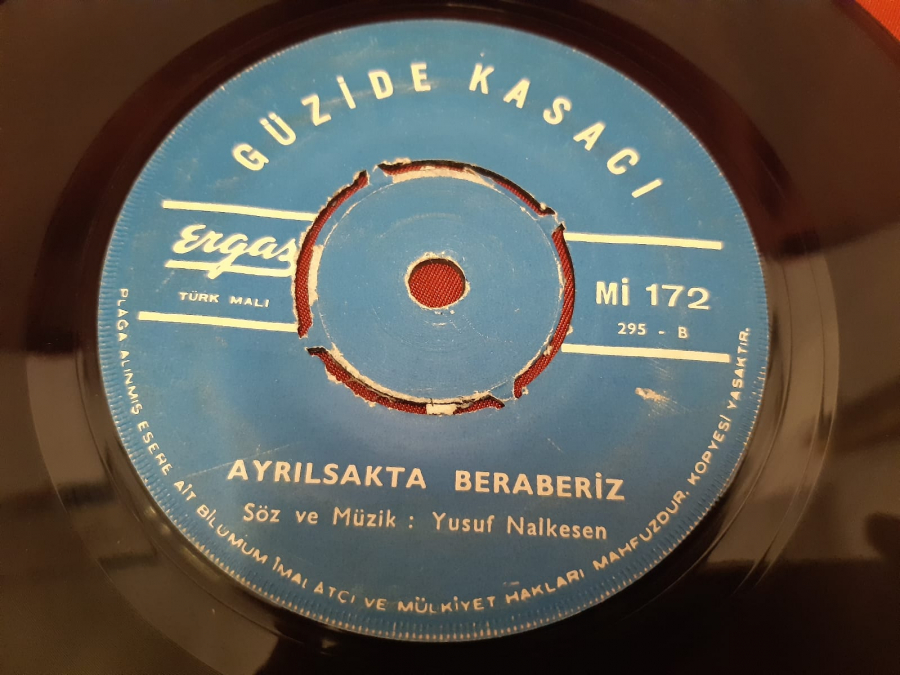 GÜZİDE KASACI
Ergas
TÜRK MALI
Mİ 172
295 - B
AYRILSAKTA BERABERİZ
Söz ve Müzik : Yusuf Nalkesen
PLAĞA ALINMIŞ ESERE AİT BİLUMUM İMALATÇI VE MÜLKİYET HAKLARI MAHFUZDUR. KOPYESİ YASAKTIR.